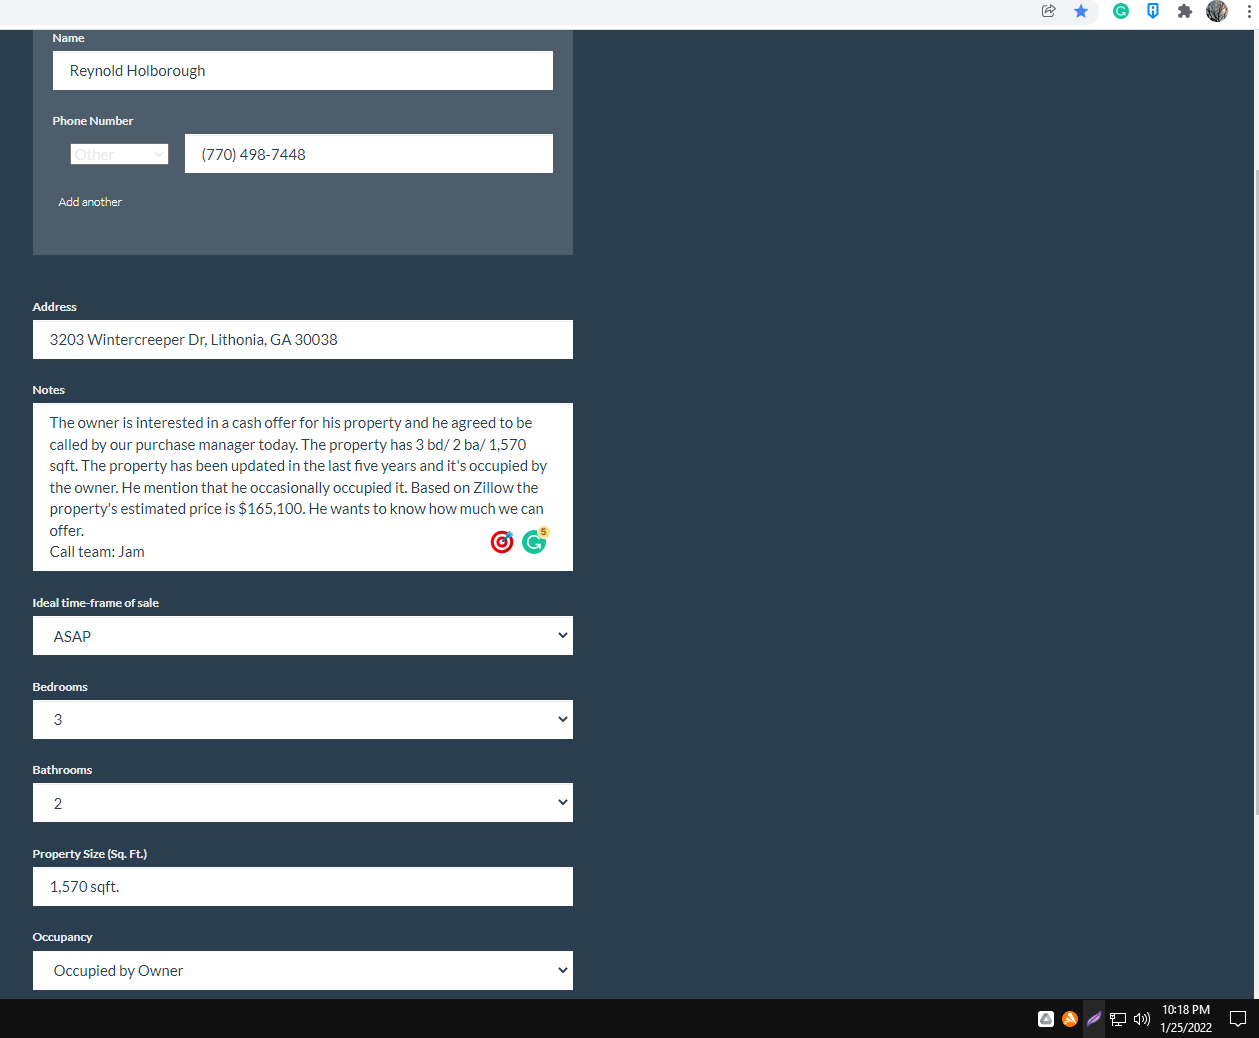 Name
Reynold Holborough
Phone Number
Other
(770) 498-7448
Add another
Address
3203 Wintercreeper Dr, Lithonia, GA 30038
Notes
The owner is interested in a cash offer for his property and he agreed to be
called by our purchase manager today. The property has 3 bd/ 2 ba/ 1,570
sqft. The property has been updated in the last five years and it's occupied by
the owner. He mention that he occasionally occupied it. Based on Zillow the
property's estimated price is $165,100. He wants to know how much we can
offer.
5
Call team: Jam
Ideal time-frame of sale
ASAP
Bedrooms
3
Bathrooms
2
Property Size (Sq. Ft.)
1,570 sqft.
Occupancy
Occupied by Owner
10:18 PM
1/25/2022